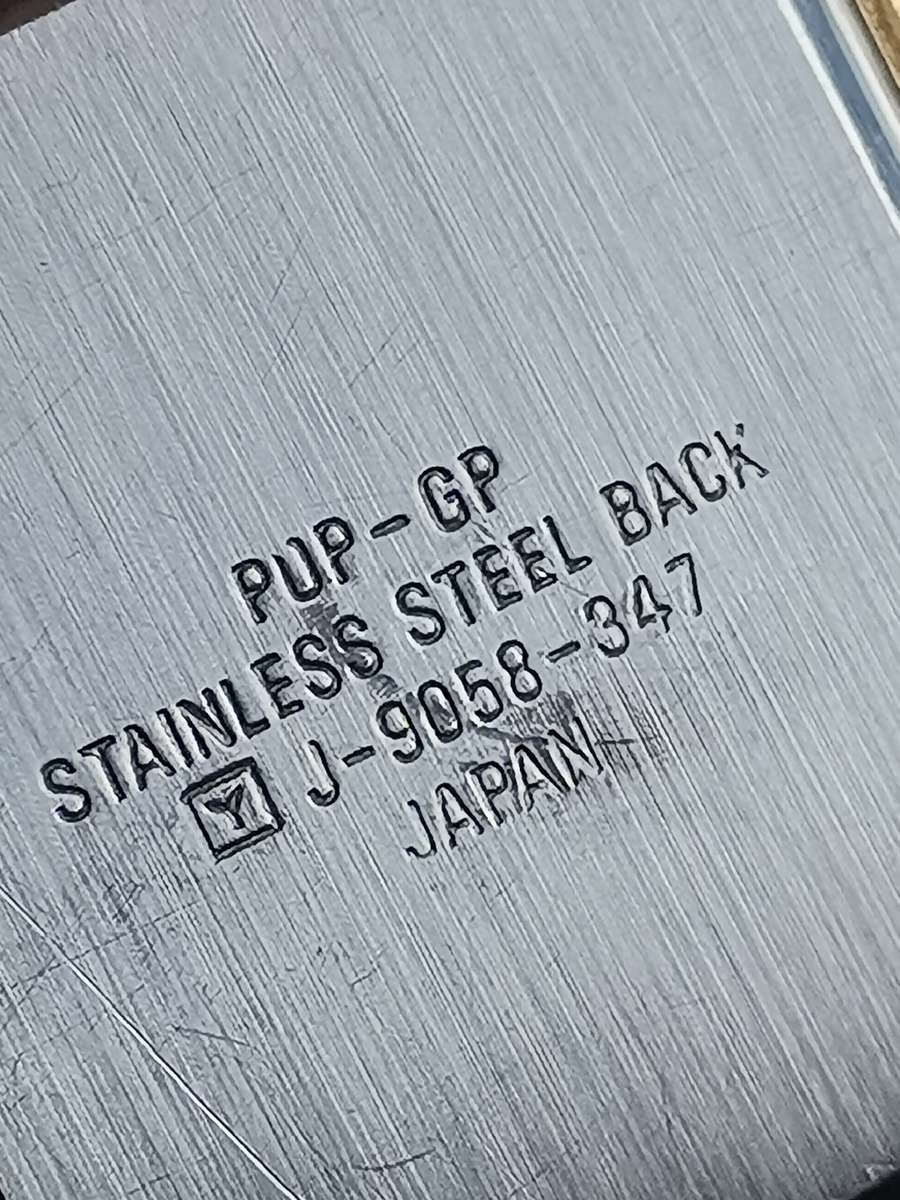 PUP-GP
STAINLESS STEEL BACK
Y J-9058-347
JAPAN